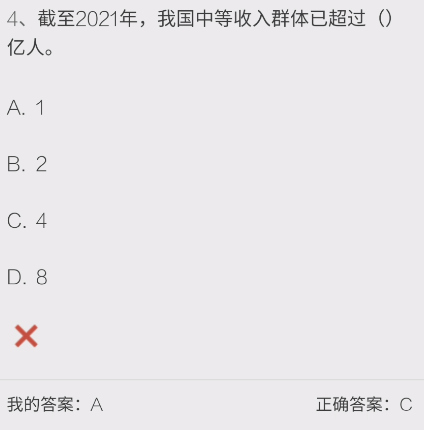 4、截至2021年，我国中等收入群体已超过（）
亿人。
A. 1
B. 2
C. 4
D. 8
我的答案：A
正确答案：C